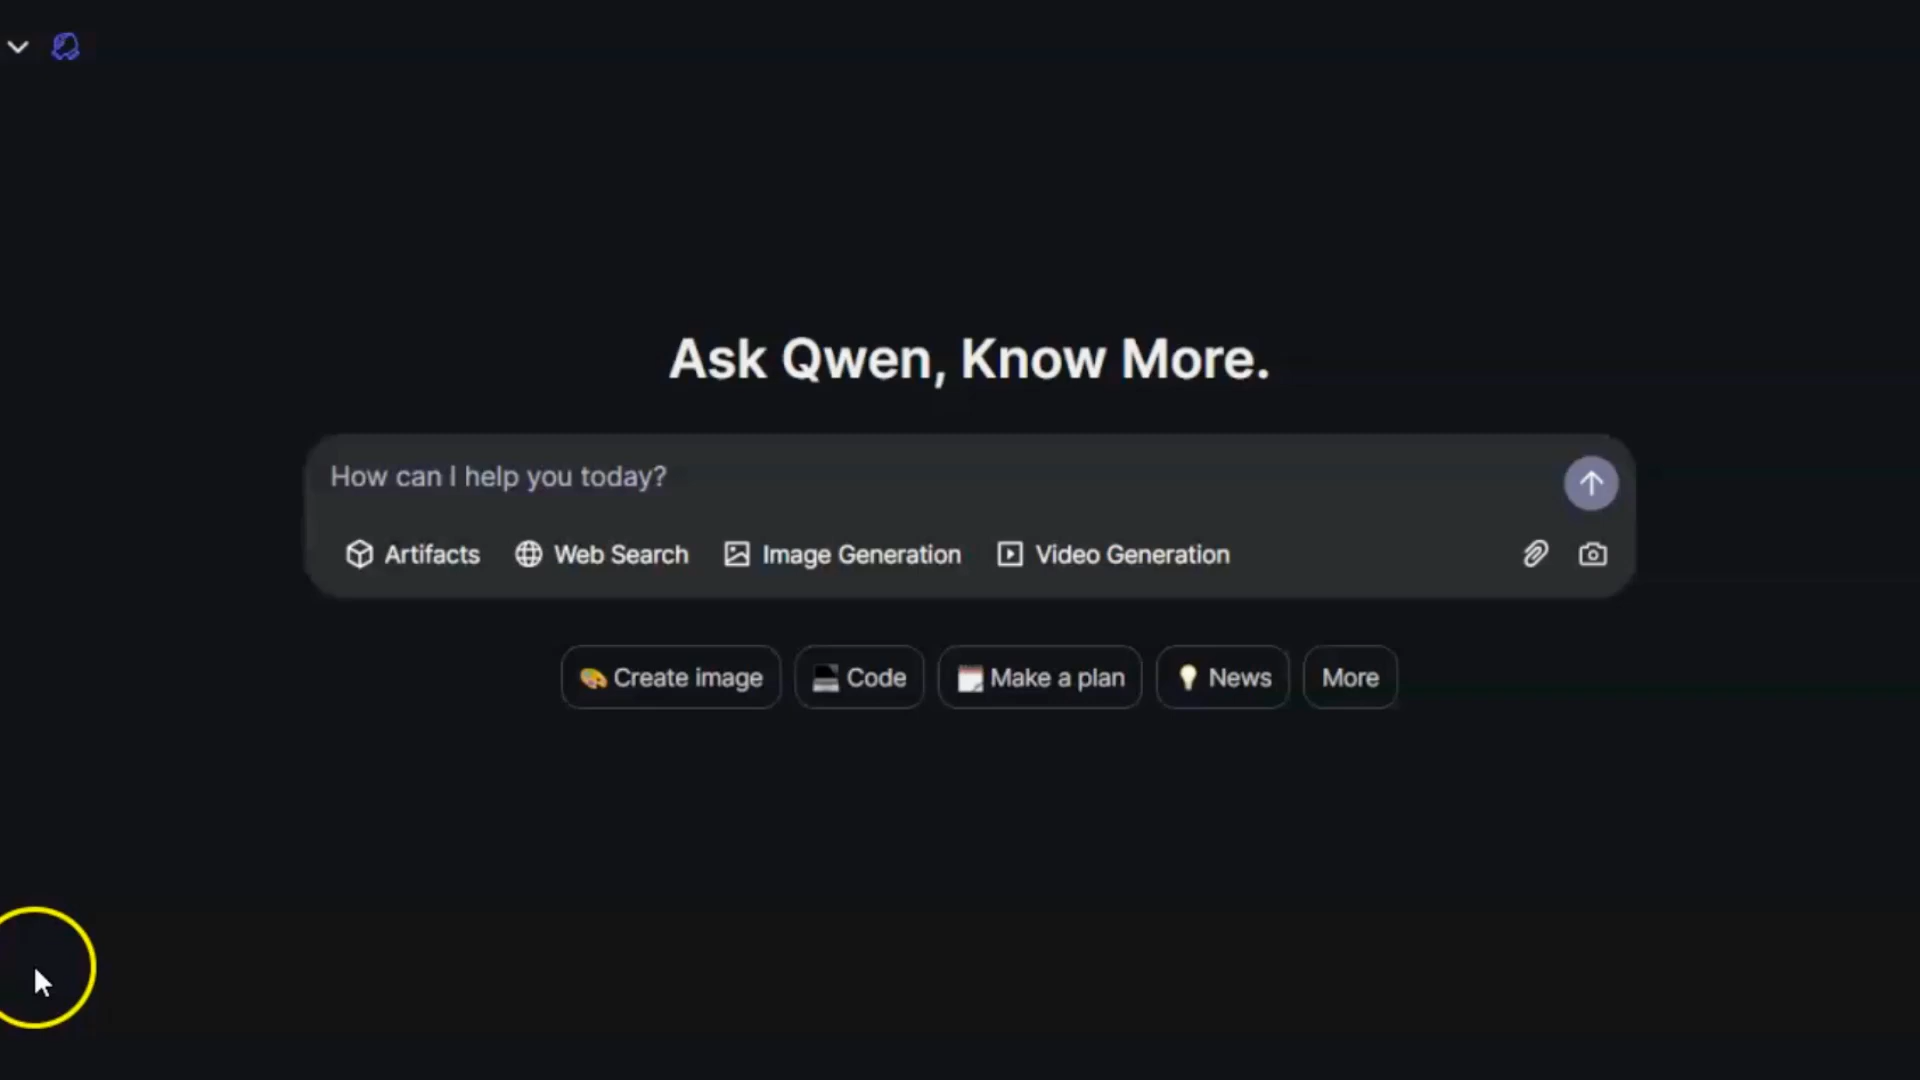 Ask Qwen, Know More.
How can I help you today?
Artifacts Web Search Image Generation Video Generation
Create image Code Make a plan News More